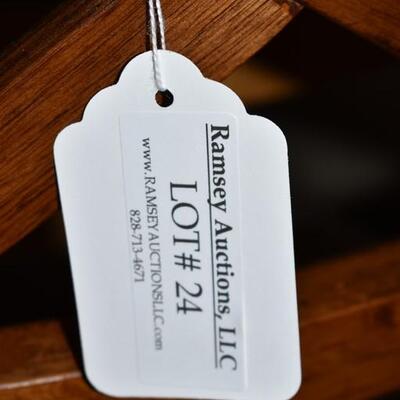 Ramsey Auctions, LLC
LOT# 24
www.RAMSEYAUCTIONSLLC.com
828-713-4671